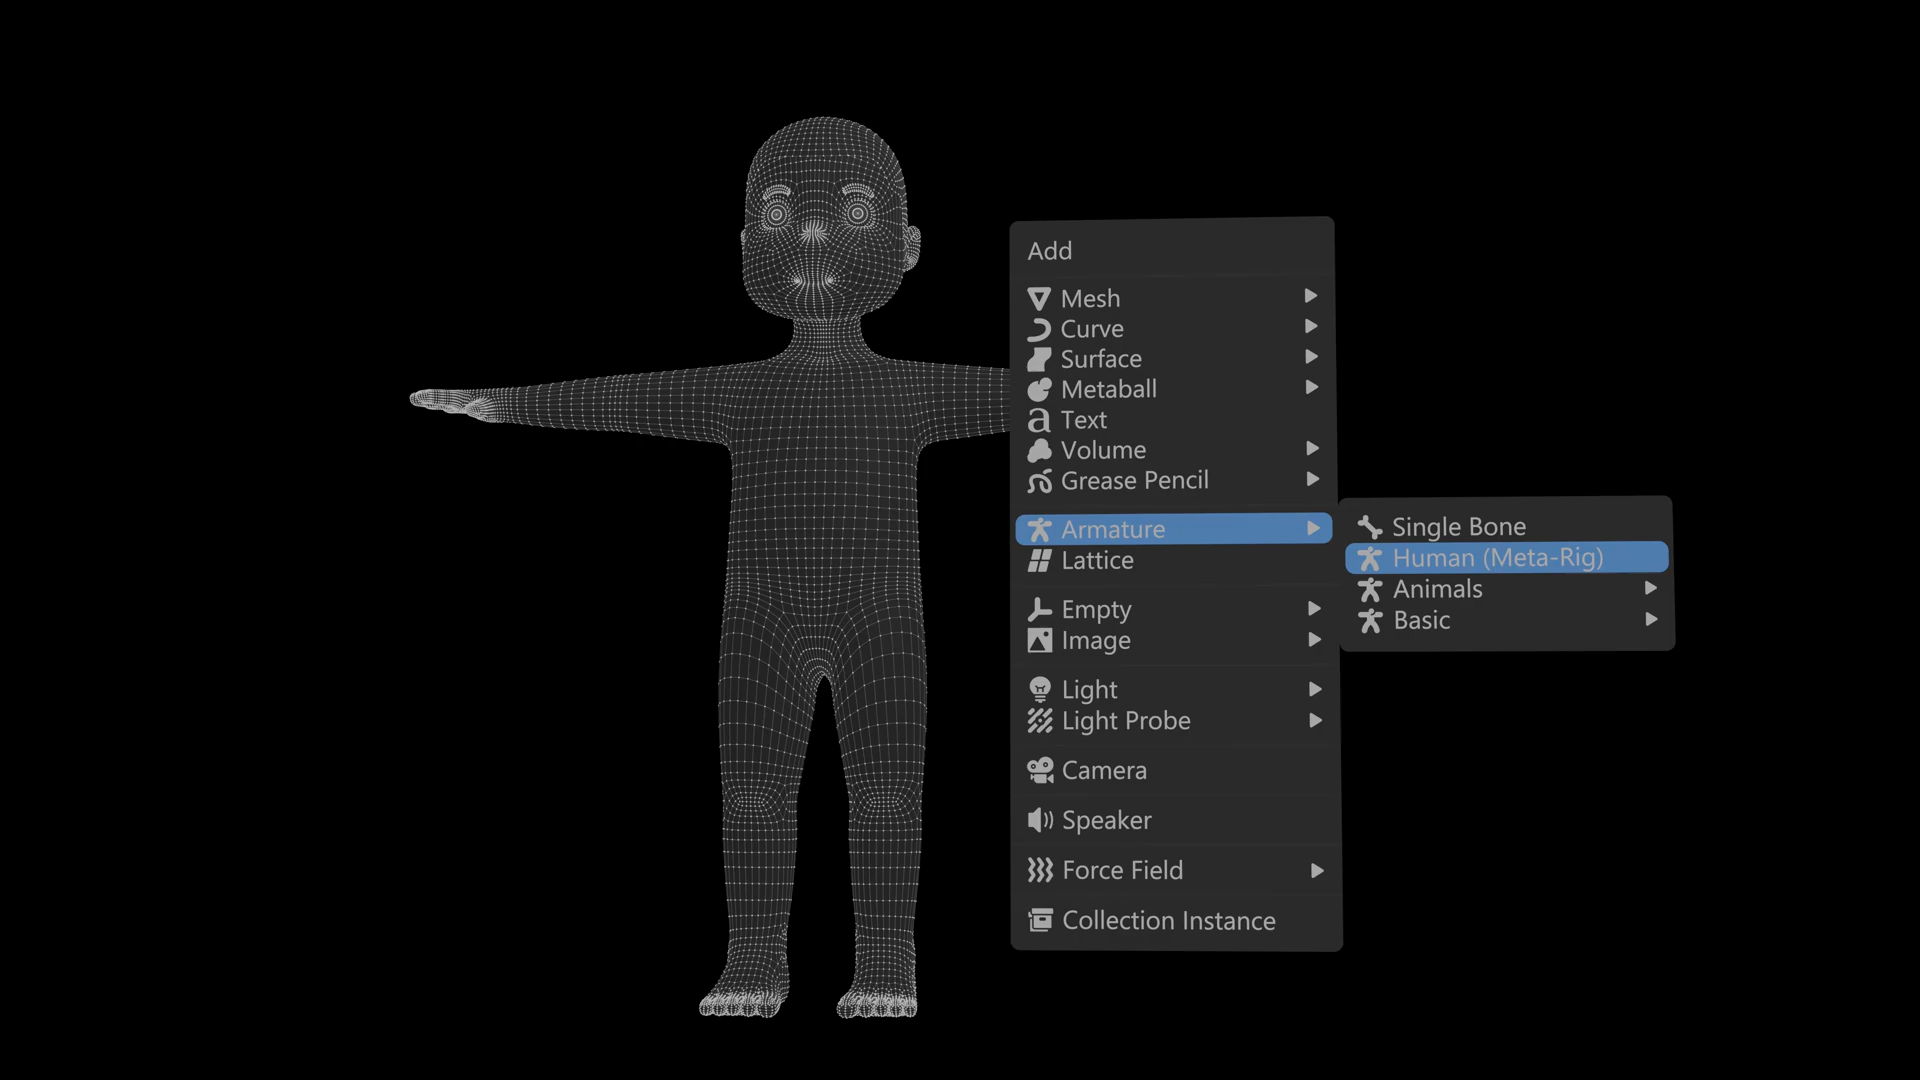 Add
Mesh
Curve
Surface
Metaball
Text
Volume
Grease Pencil
Armature
Lattice
Empty
Image
Light
Light Probe
Camera
Speaker
Force Field
Collection Instance
Single Bone
Human (Meta-Rig)
Animals
Basic